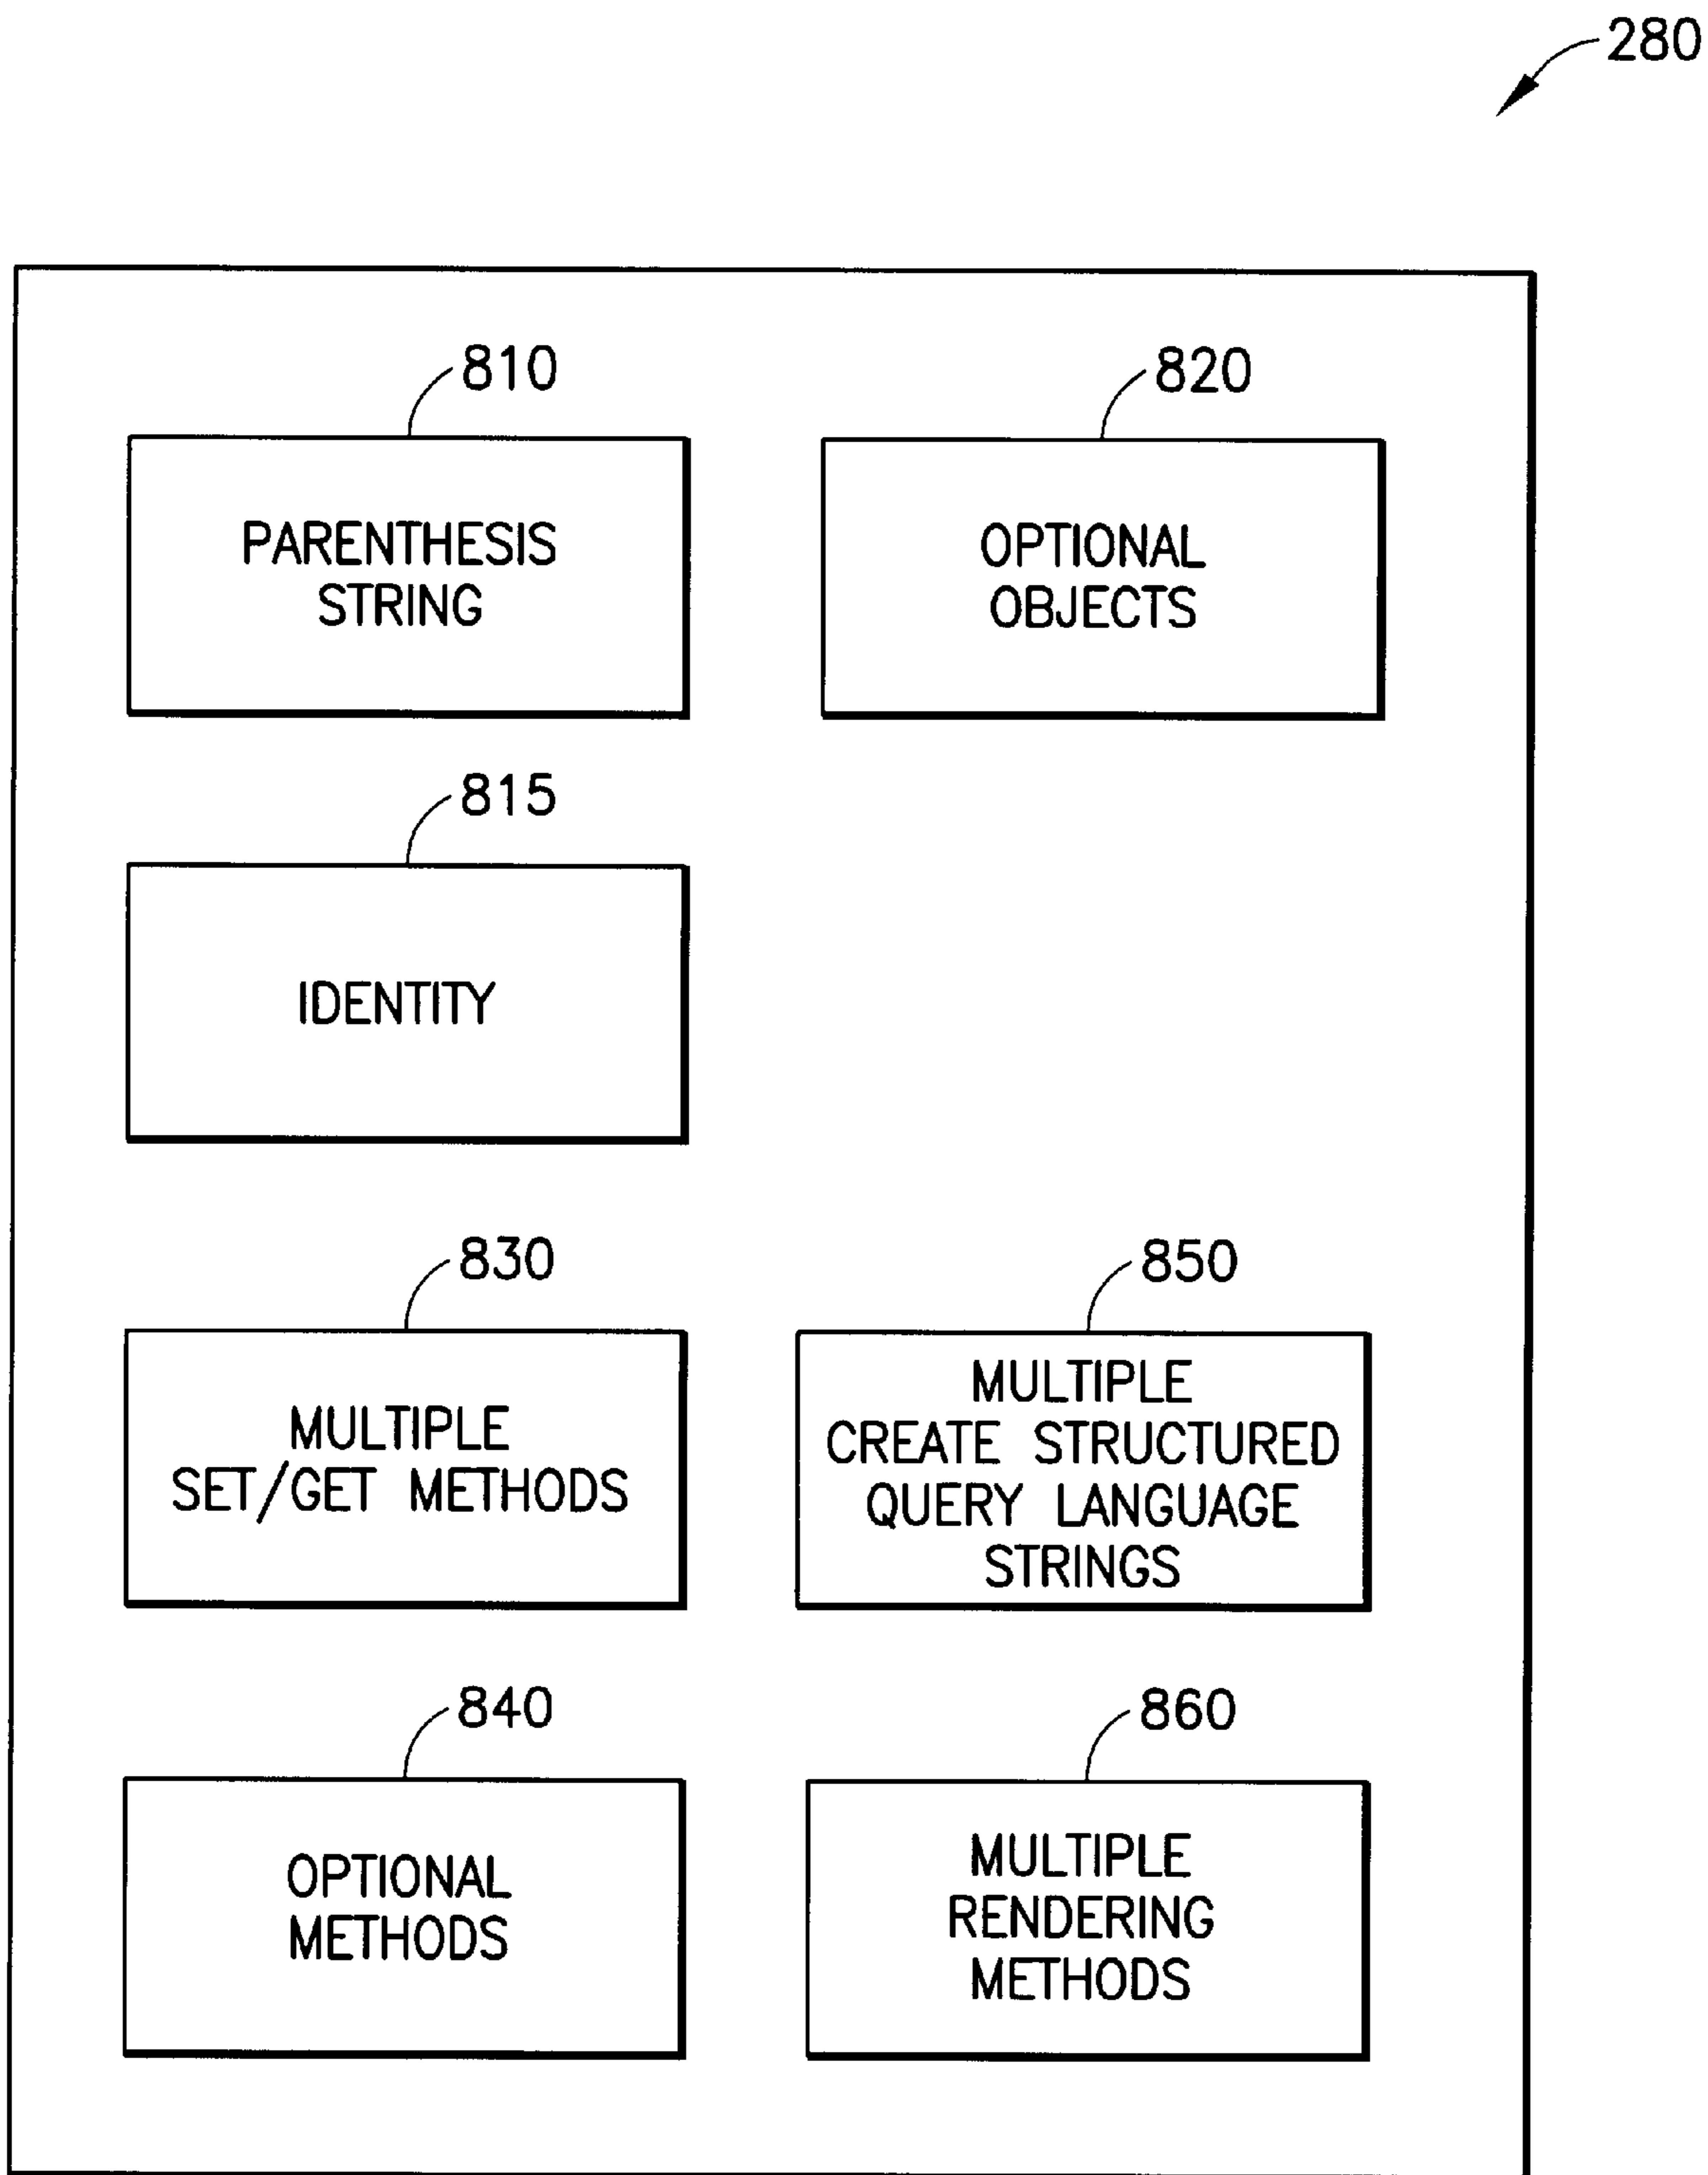 280
810
820
PARENTHESIS
STRING
OPTIONAL
OBJECTS
815
IDENTITY
830
850
MULTIPLE
SET/GET METHODS
MULTIPLE
CREATE STRUCTURED
QUERY LANGUAGE
STRINGS
840
860
OPTIONAL
METHODS
MULTIPLE
RENDERING
METHODS